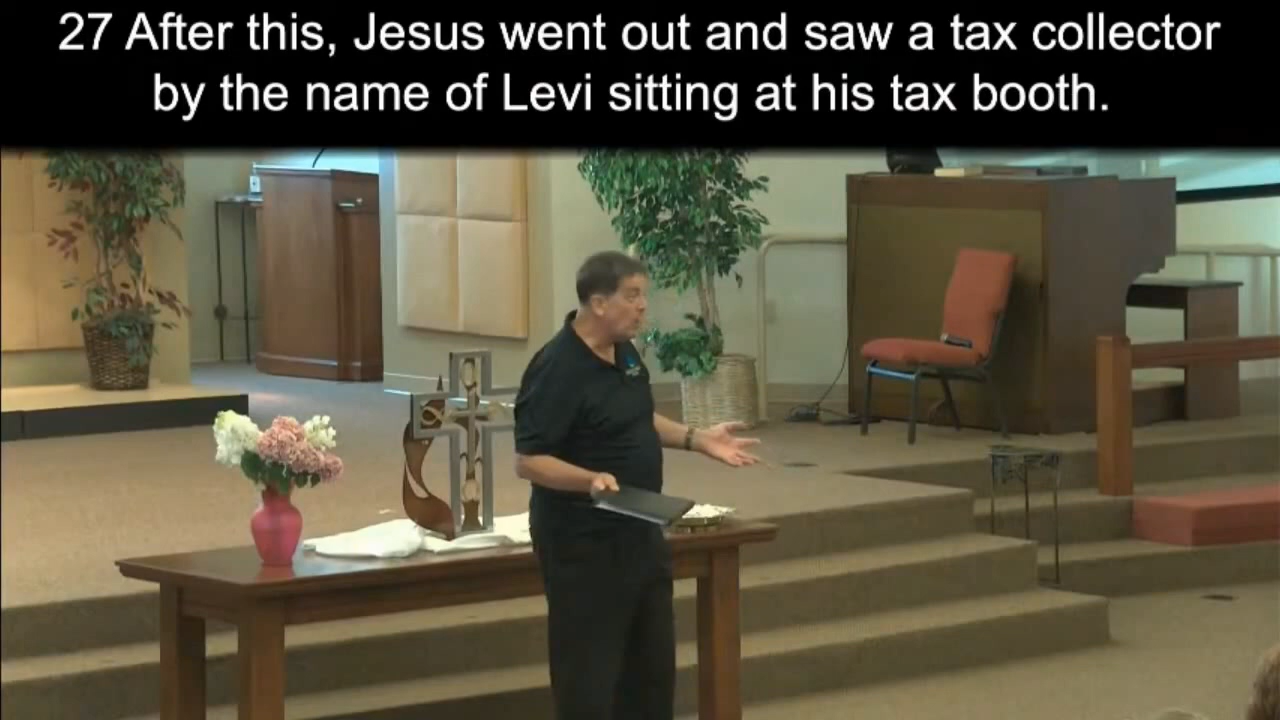 27 After this, Jesus went out and saw a tax collector
by the name of Levi sitting at his tax booth.